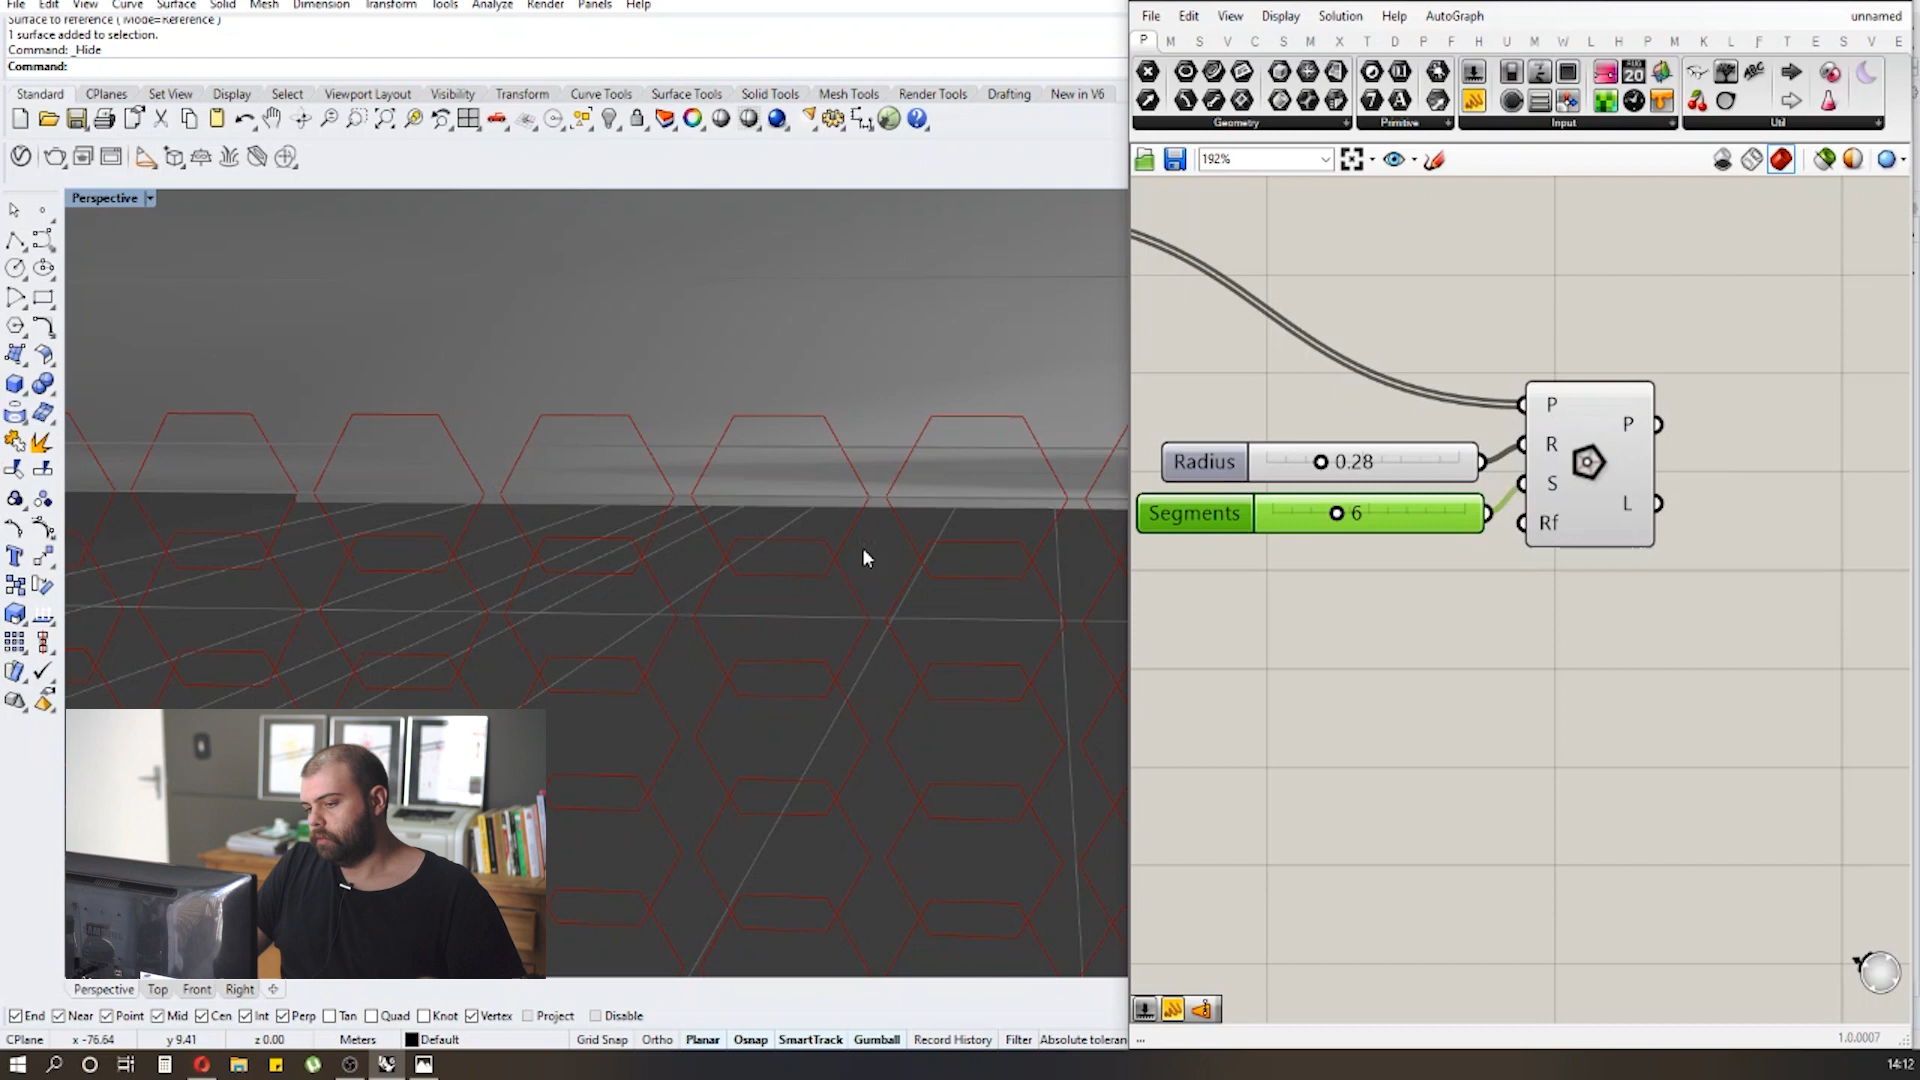 File Edit View Curve Surface Solid Mesh Dimension Transform Tools Analyze Render Panels Help
Surface to reference ( Mode=Reference )
1 surface added to selection.
Command: _Hide
Command:
Standard CPlanes Set View Display Select Viewport Layout Visibility Transform Curve Tools Surface Tools Solid Tools Mesh Tools Render Tools Drafting New in V6
Perspective
File Edit View Display Solution Help AutoGraph unnamed
P M S V C S M X T D P F H U M W L H P M K L F T E S V E
Geometry Primitive Input Util
192%
P
R
S
Rf
P
L
Radius 0.28
Segments 6
Perspective Top Front Right
End Near Point Mid Cen Int Perp Tan Quad Knot Vertex Project Disable
CPlane x -76.64 y 9.41 z 0.00 Meters Default Grid Snap Ortho Planar Osnap SmartTrack Gumball Record History Filter Absolute toleran
... 1.0.0007
14:12